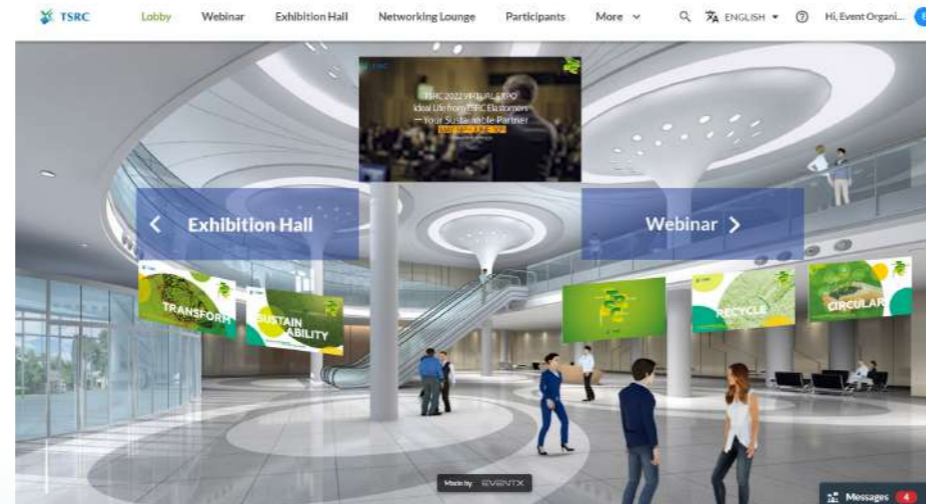 TSRC
Lobby
Webinar
Exhibition Hall
Networking Lounge
Participants
More
ENGLISH
Hi, Event Organi...
TSRC 2022 VIRTUAL EXPO
Ideal Life from TSRC Elastomers
— Your Sustainable Partner
Exhibition Hall
Webinar
TRANSFORM
SUSTAIN
ABILITY
RECYCLE
CIRCULAR
Made by EVENTX
Messages 4